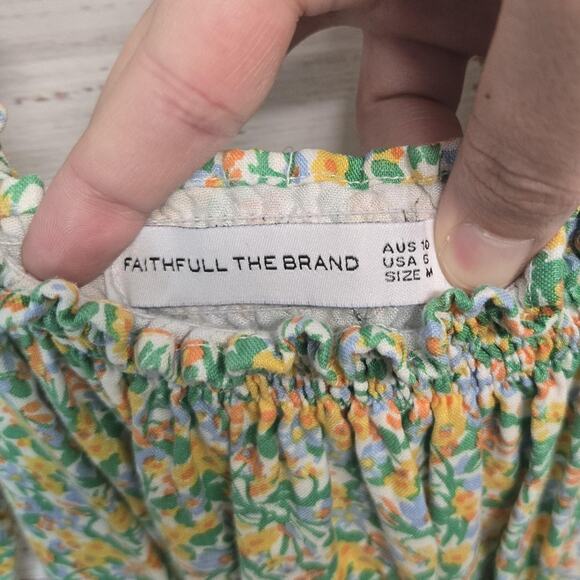 FAITHFULL THE BRAND
AUS 10
USA 6
SIZE M